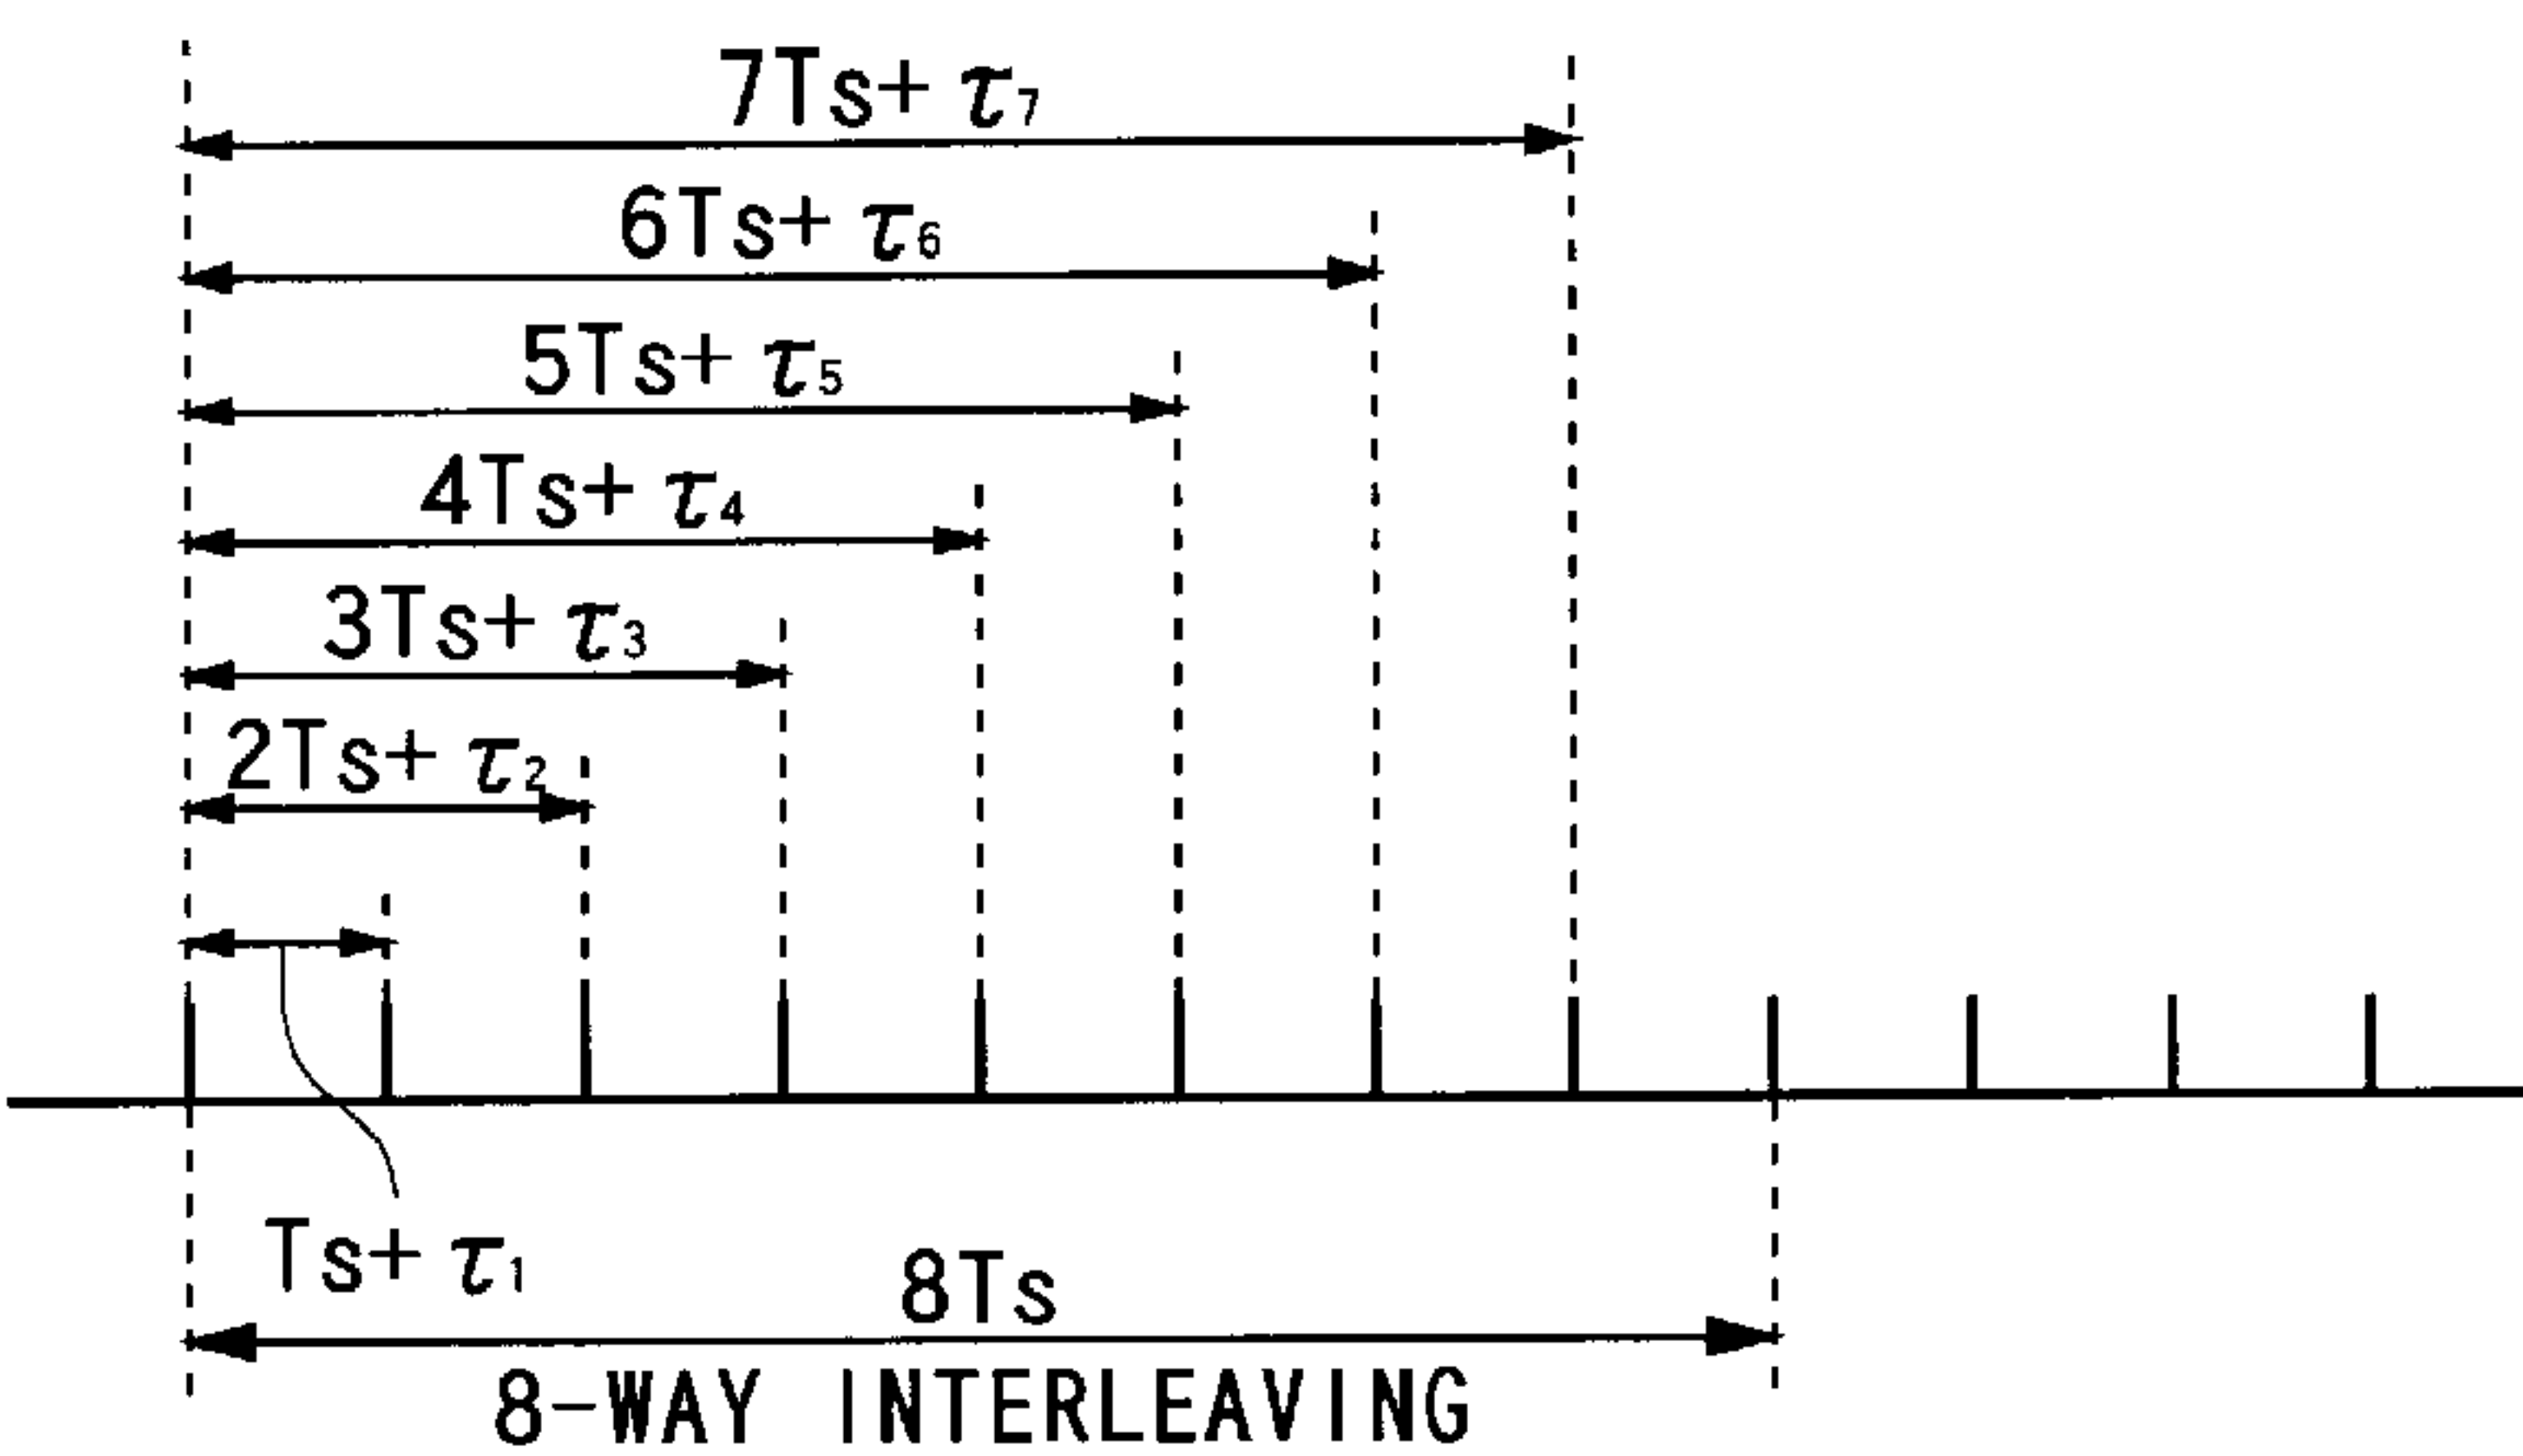 7Ts+ τ7
6Ts+ τ6
5Ts+ τ5
4Ts+ τ4
3Ts+ τ3
2Ts+ τ2
Ts+ τ1
8Ts
8-WAY INTERLEAVING